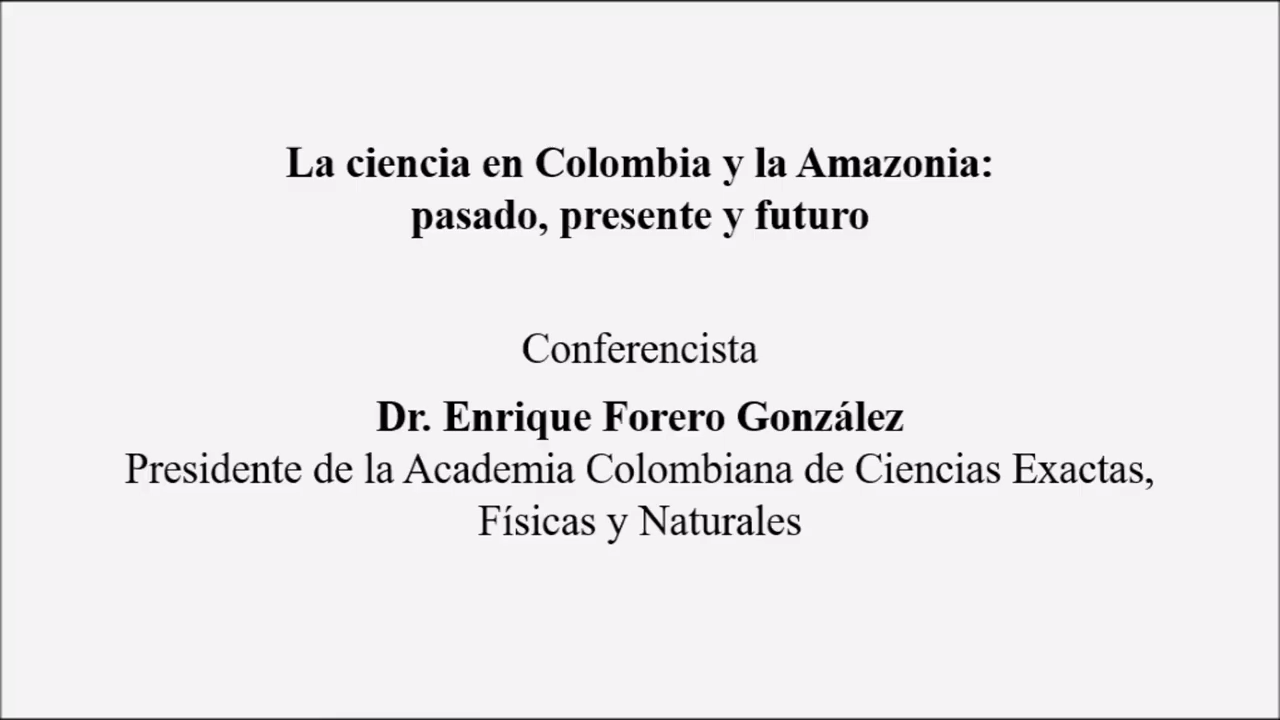 La ciencia en Colombia y la Amazonia:
pasado, presente y futuro
Conferencista
Dr. Enrique Forero González
Presidente de la Academia Colombiana de Ciencias Exactas,
Físicas y Naturales